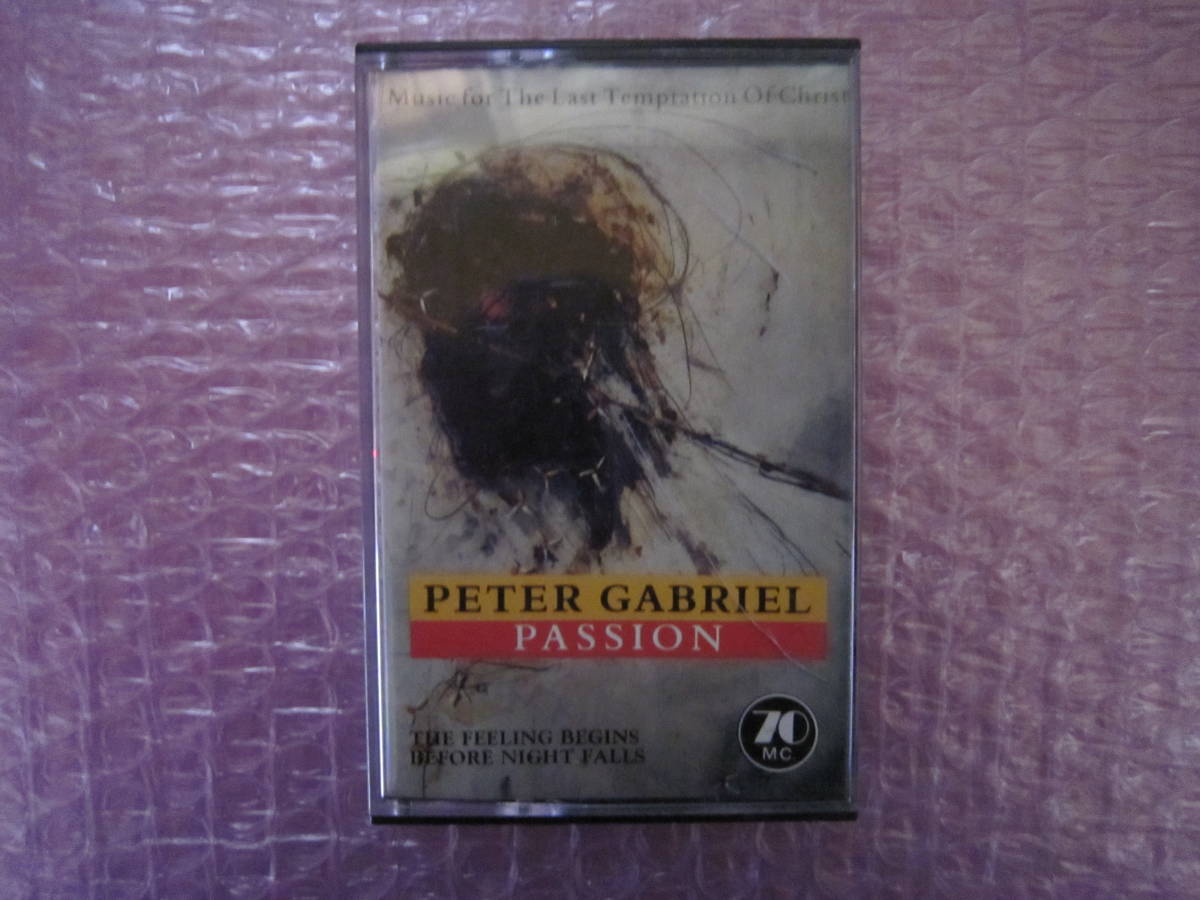 Music for The Last Temptation Of Christ
PETER GABRIEL
PASSION
THE FEELING BEGINS
BEFORE NIGHT FALLS
70
MC